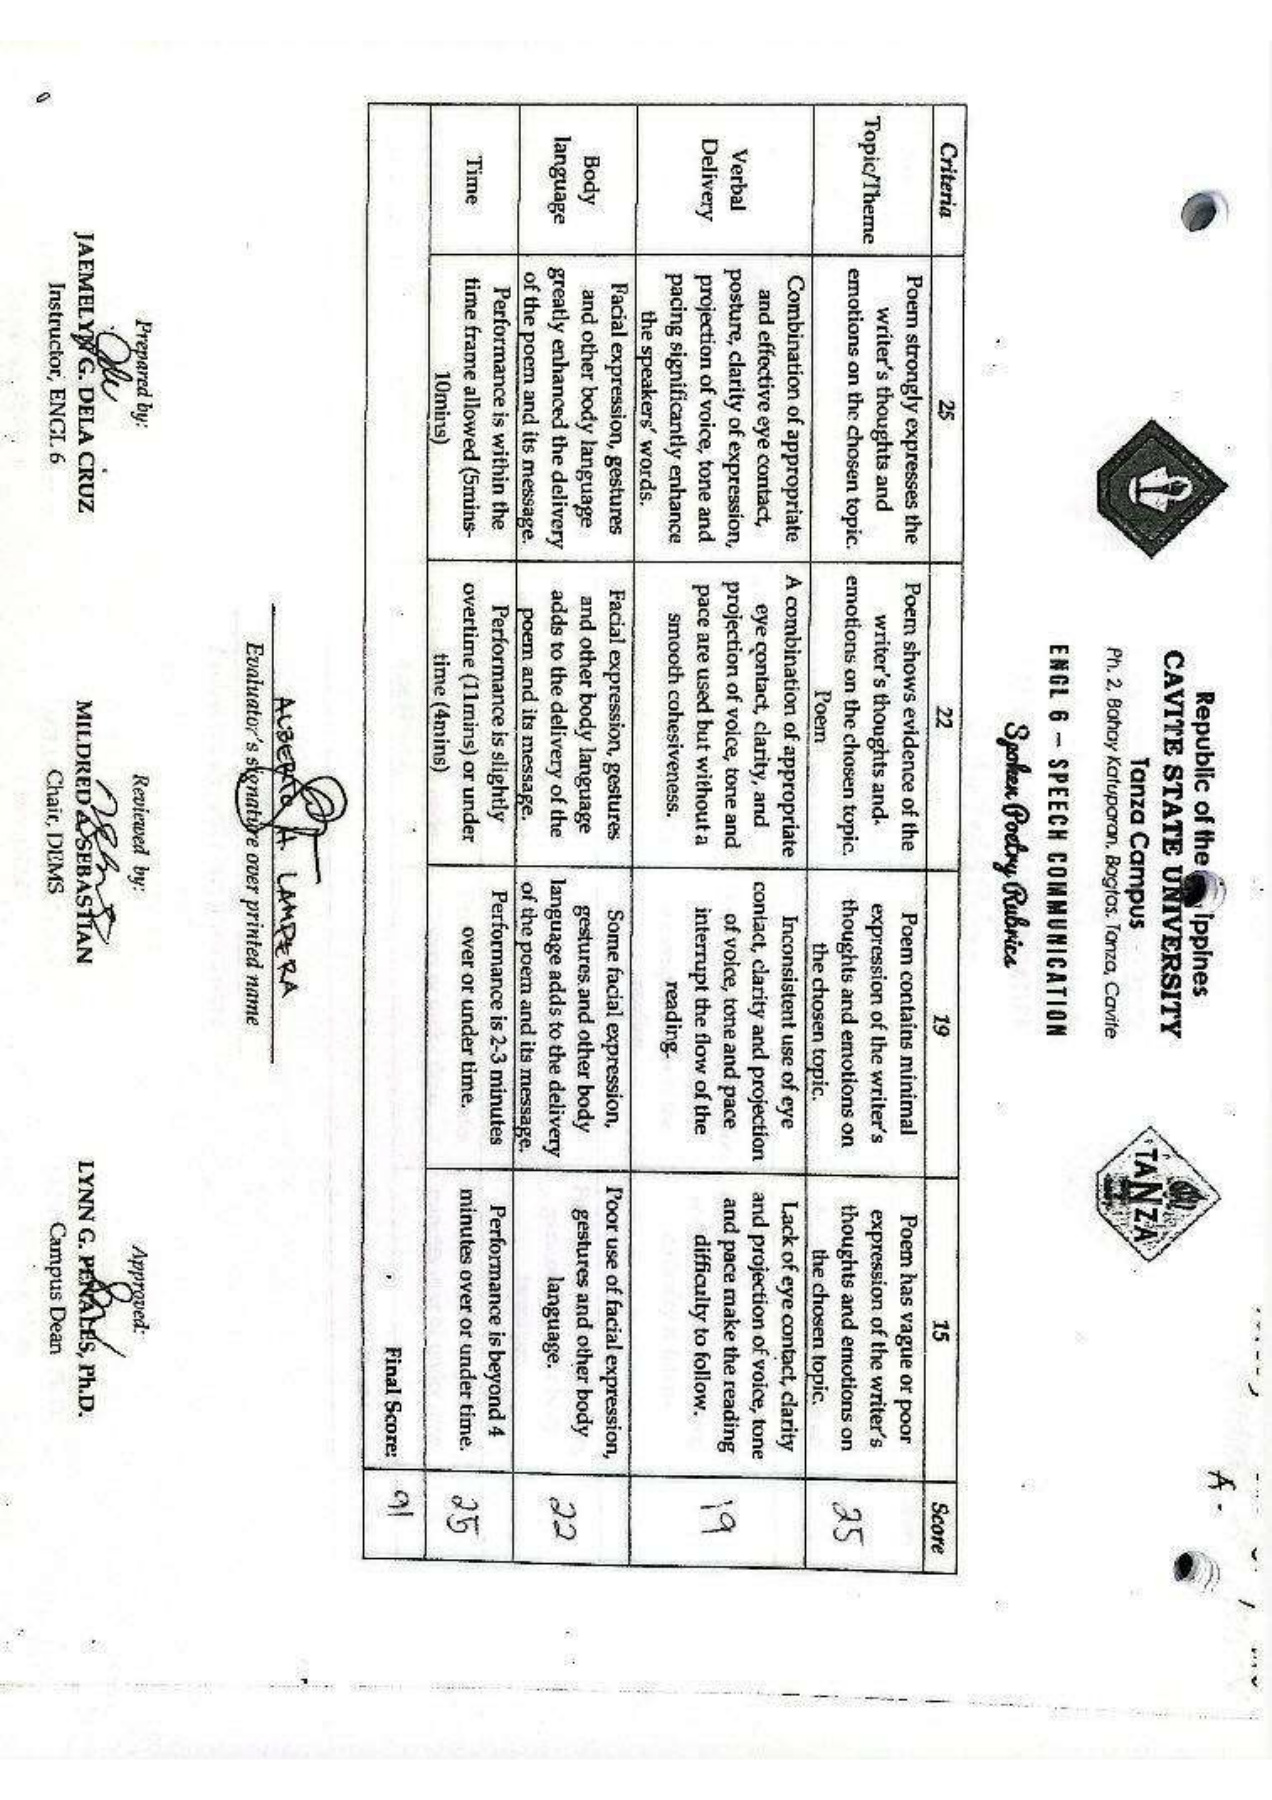 Republic of the ippines
CAVITE STATE UNIVERSITY
Tanza Campus
Ph. 2, Bahay Katuparan, Bagtas, Tanza, Cavite
TANZA
A-
ENGL 6 – SPEECH COMMUNICATION
Spoken Poetry Rubrics
Criteria 25 22 19 15 Score
Topic/Theme
Poem strongly expresses the
writer's thoughts and
emotions on the chosen topic.
Poem shows evidence of the
writer's thoughts and
emotions on the chosen topic.
Poem
Poem contains minimal
expression of the writer's
thoughts and emotions on
the chosen topic.
Poem has vague or poor
expression of the writer's
thoughts and emotions on
the chosen topic.
25
Verbal
Delivery
Combination of appropriate
and effective eye contact,
posture, clarity of expression,
projection of voice, tone and
pacing significantly enhance
the speakers' words.
A combination of appropriate
eye contact, clarity, and
projection of voice, tone and
pace are used but without a
smooth cohesiveness.
Inconsistent use of eye
contact, clarity and projection
of voice, tone and pace
interrupt the flow of the
reading.
Lack of eye contact, clarity
and projection of voice, tone
and pace make the reading
difficulty to follow.
19
Body
language
Facial expression, gestures
and other body language
greatly enhanced the delivery
of the poem and its message.
Facial expression, gestures
and other body language
adds to the delivery of the
poem and its message.
Some facial expression,
gestures and other body
language adds to the delivery
of the poem and its message.
Poor use of facial expression,
gestures and other body
language.
22
Time
Performance is within the
time frame allowed (5mins-
10mins)
Performance is slightly
overtime (11mins) or under
time (4mins)
Performance is 2-3 minutes
over or under time.
Performance is beyond 4
minutes over or under time.
25
Final Score: 91
ALBERTO A. LAMPERA
Evaluator's signature over printed name
Prepared by:
JAEMELYN G. DELA CRUZ
Instructor, ENGL 6
Reviewed by:
MILDRED A. SEBASTIAN
Chair, DEMS
Approved:
LYNN G. PEÑALES, Ph.D.
Campus Dean